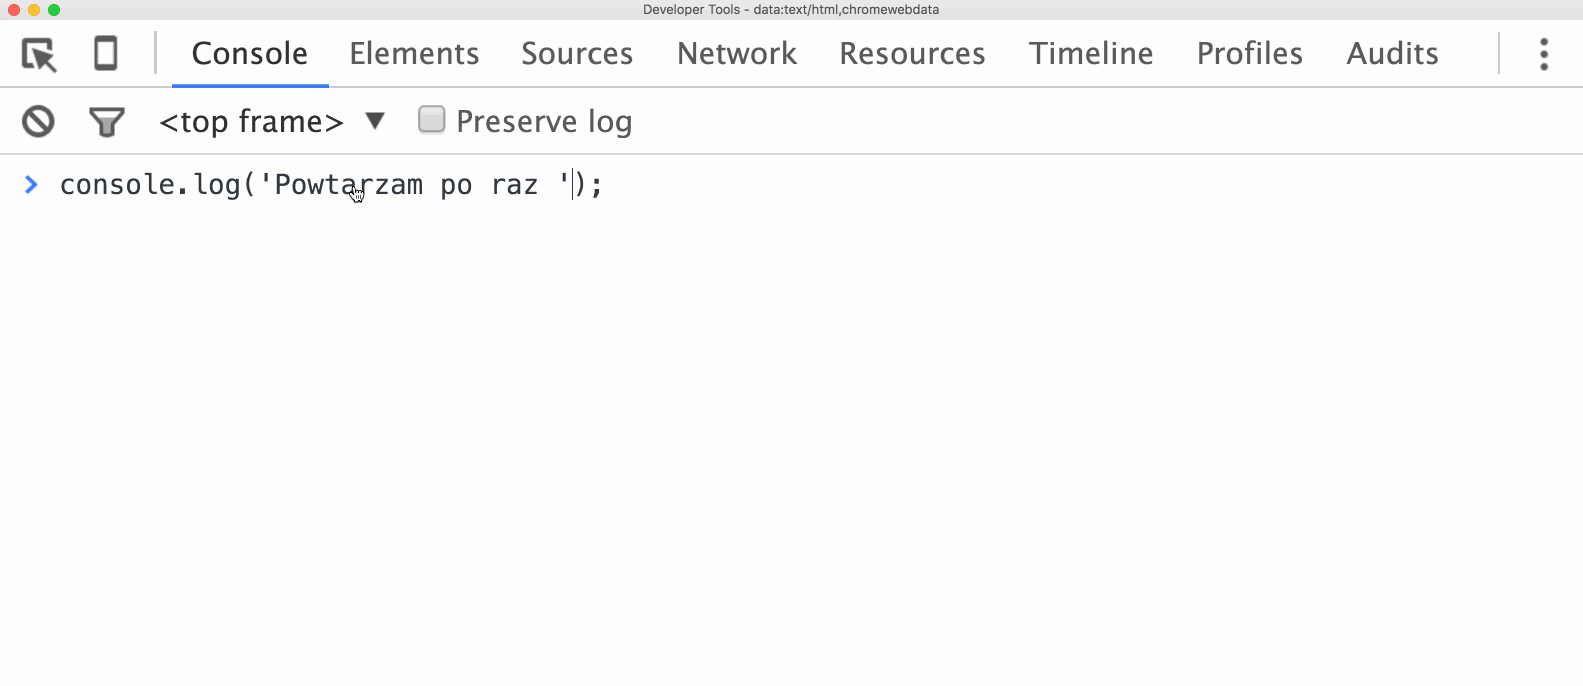 Developer Tools - data:text/html,chromewebdata
Console Elements Sources Network Resources Timeline Profiles Audits
<top frame> ▼ Preserve log
> console.log('Powtarzam po raz ');